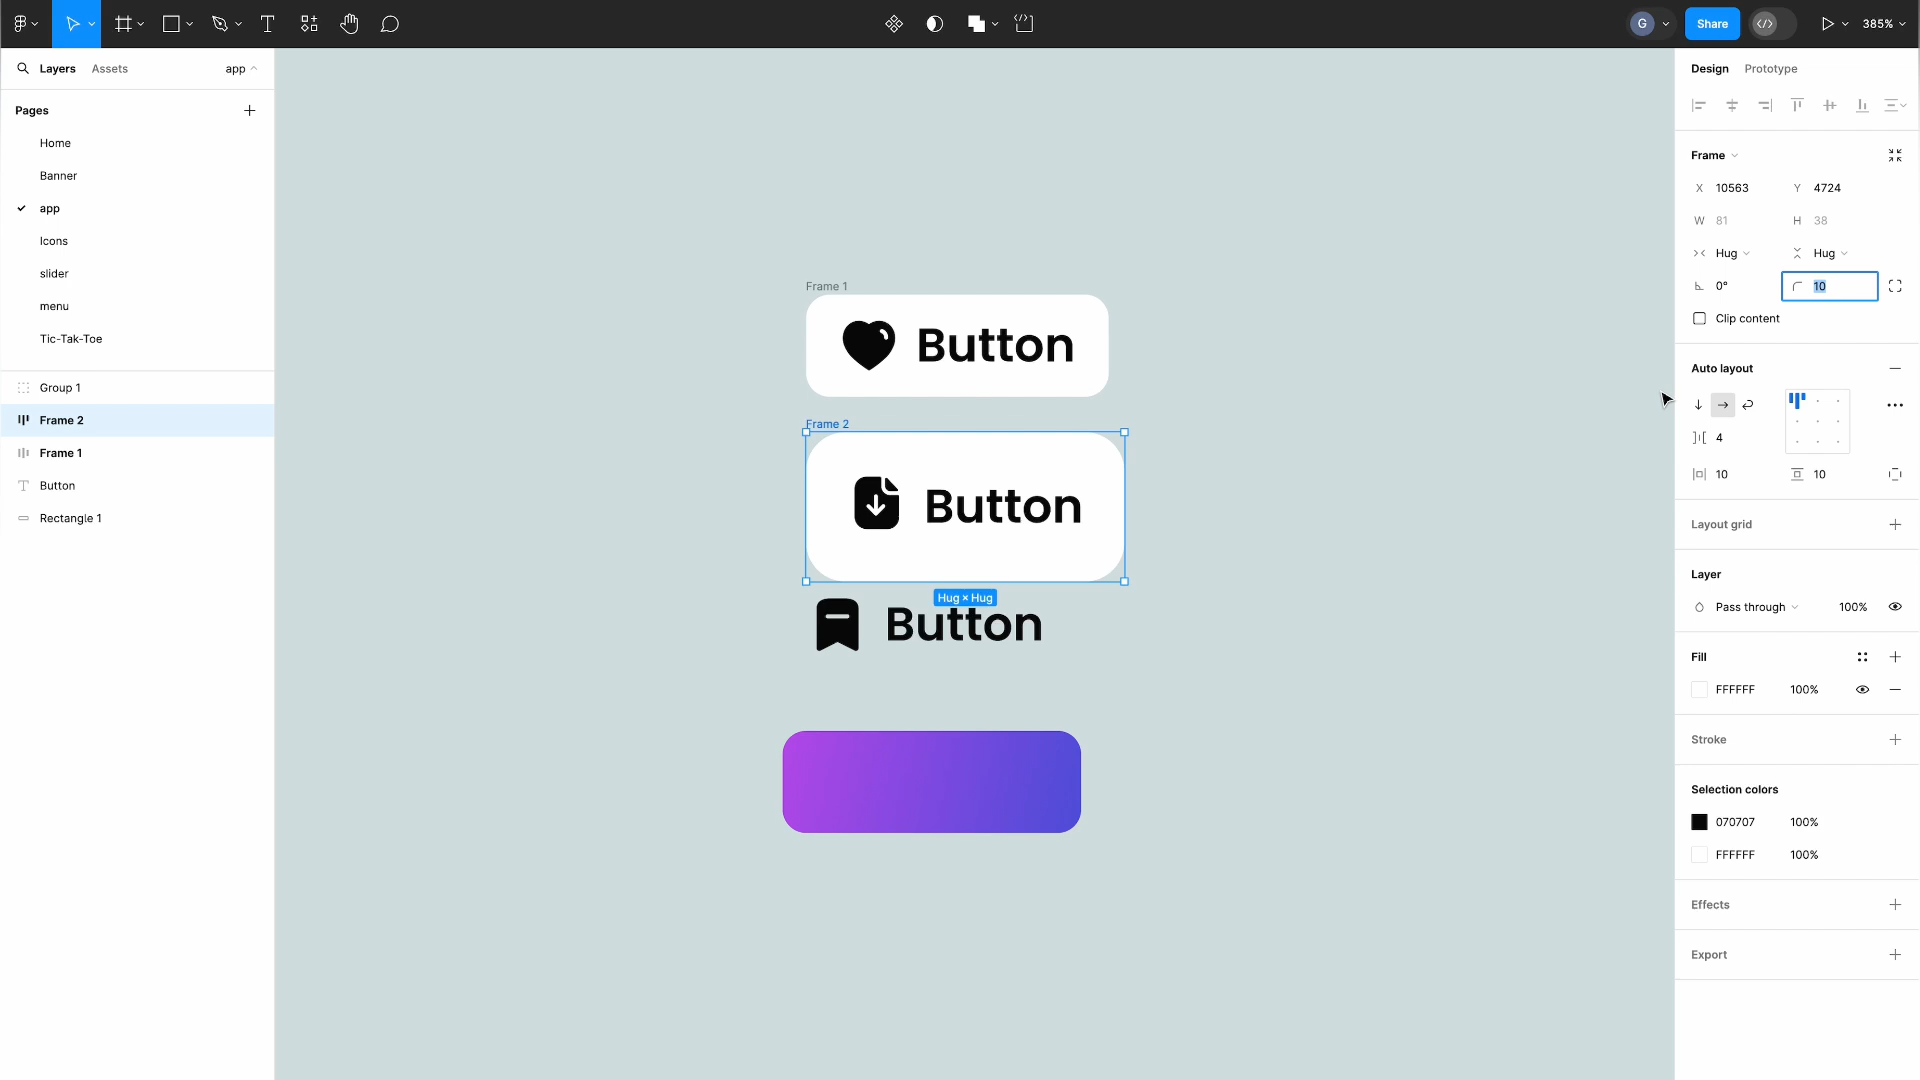 G
Share
385%
Layers
Assets
app
Pages
Home
Banner
app
Icons
slider
menu
Tic-Tak-Toe
Group 1
Frame 2
Frame 1
Button
Rectangle 1
Frame 1
Button
Frame 2
Button
Hug × Hug
Button
Design
Prototype
Frame
X 10563 Y 4724
W 81 H 38
Hug Hug
0° 10
Clip content
Auto layout
4
10 10
Layout grid
Layer
Pass through 100%
Fill
FFFFFF 100%
Stroke
Selection colors
070707 100%
FFFFFF 100%
Effects
Export